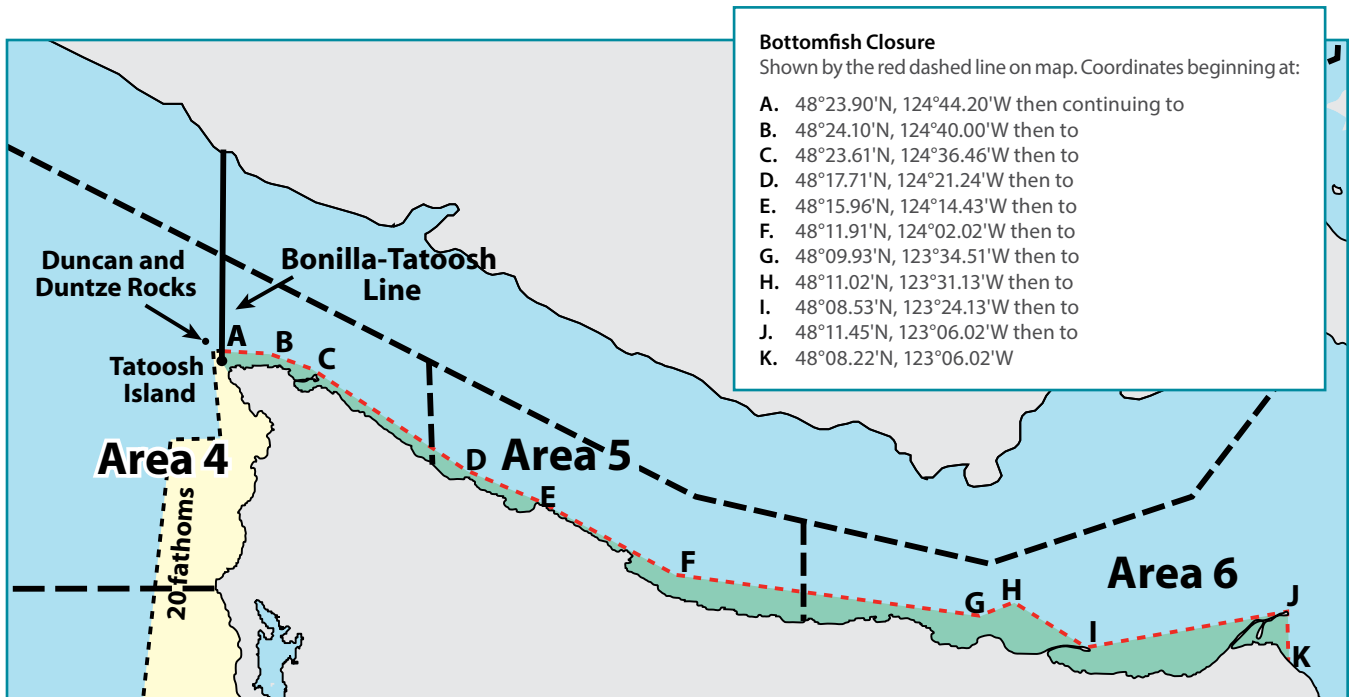 Bottomfish Closure
Shown by the red dashed line on map. Coordinates beginning at:
A. 48°23.90'N, 124°44.20'W then continuing to
B. 48°24.10'N, 124°40.00'W then to
C. 48°23.61'N, 124°36.46'W then to
D. 48°17.71'N, 124°21.24'W then to
E. 48°15.96'N, 124°14.43'W then to
F. 48°11.91'N, 124°02.02'W then to
G. 48°09.93'N, 123°34.51'W then to
H. 48°11.02'N, 123°31.13'W then to
I. 48°08.53'N, 123°24.13'W then to
J. 48°11.45'N, 123°06.02'W then to
K. 48°08.22'N, 123°06.02'W
Duncan and
Duntze Rocks
Bonilla-Tatoosh
Line
Tatoosh
Island
A
B
C
Area 4
20 fathoms
D
Area 5
E
F
G
H
I
Area 6
J
K